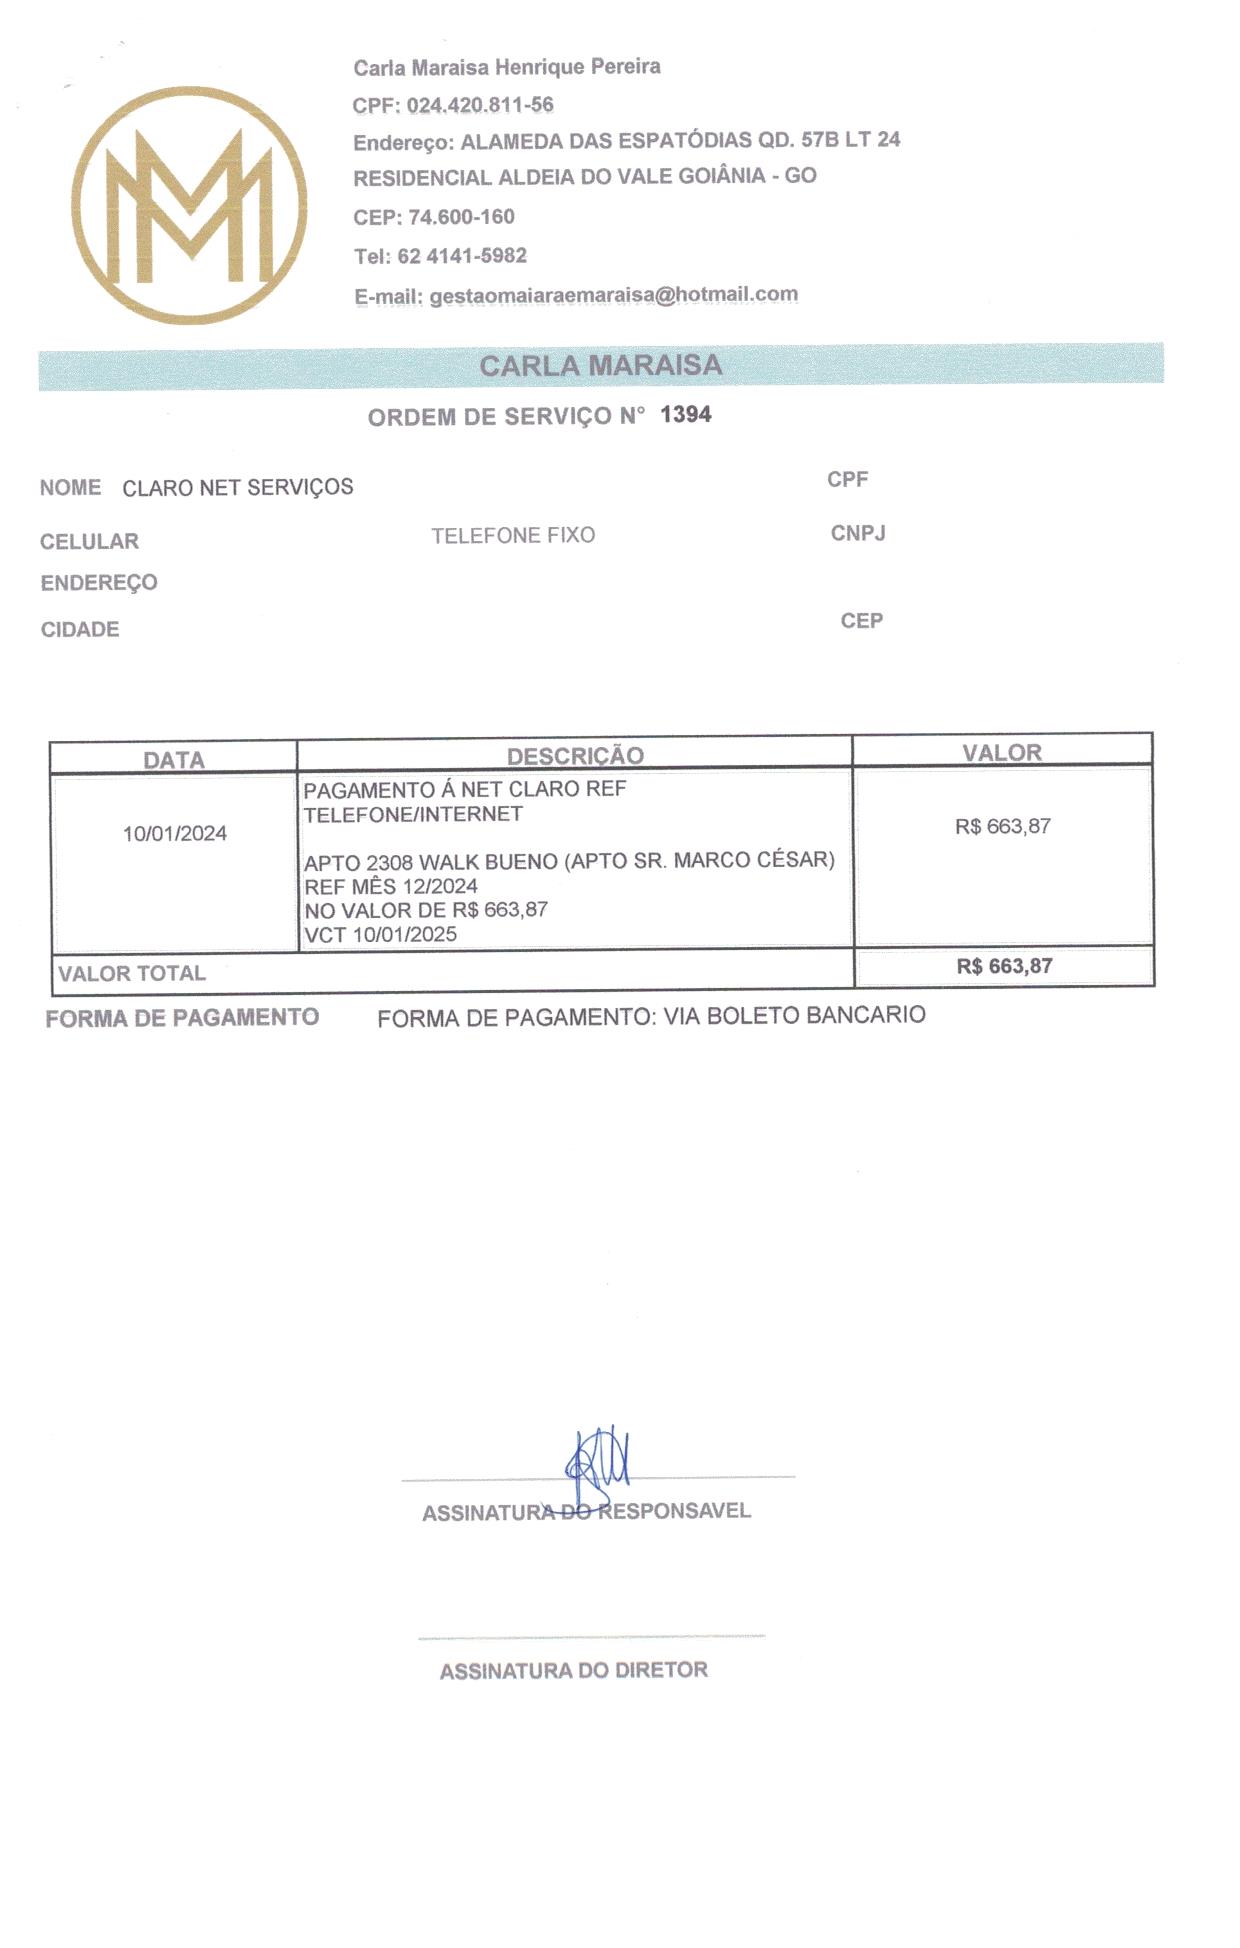 Carla Maraisa Henrique Pereira
CPF: 024.420.811-56
Endereço: ALAMEDA DAS ESPATÓDIAS QD. 57B LT 24
RESIDENCIAL ALDEIA DO VALE GOIÂNIA - GO
CEP: 74.600-160
Tel: 62 4141-5982
E-mail: gestaomaiaraemaraisa@hotmail.com
CARLA MARAISA
ORDEM DE SERVIÇO N° 1394
NOME CLARO NET SERVIÇOS CPF
CELULAR TELEFONE FIXO CNPJ
ENDEREÇO
CIDADE CEP
DATA DESCRIÇÃO VALOR
PAGAMENTO Á NET CLARO REF
TELEFONE/INTERNET
10/01/2024 R$ 663,87
APTO 2308 WALK BUENO (APTO SR. MARCO CÉSAR)
REF MÊS 12/2024
NO VALOR DE R$ 663,87
VCT 10/01/2025
VALOR TOTAL R$ 663,87
FORMA DE PAGAMENTO FORMA DE PAGAMENTO: VIA BOLETO BANCARIO
ASSINATURA DO RESPONSAVEL
ASSINATURA DO DIRETOR